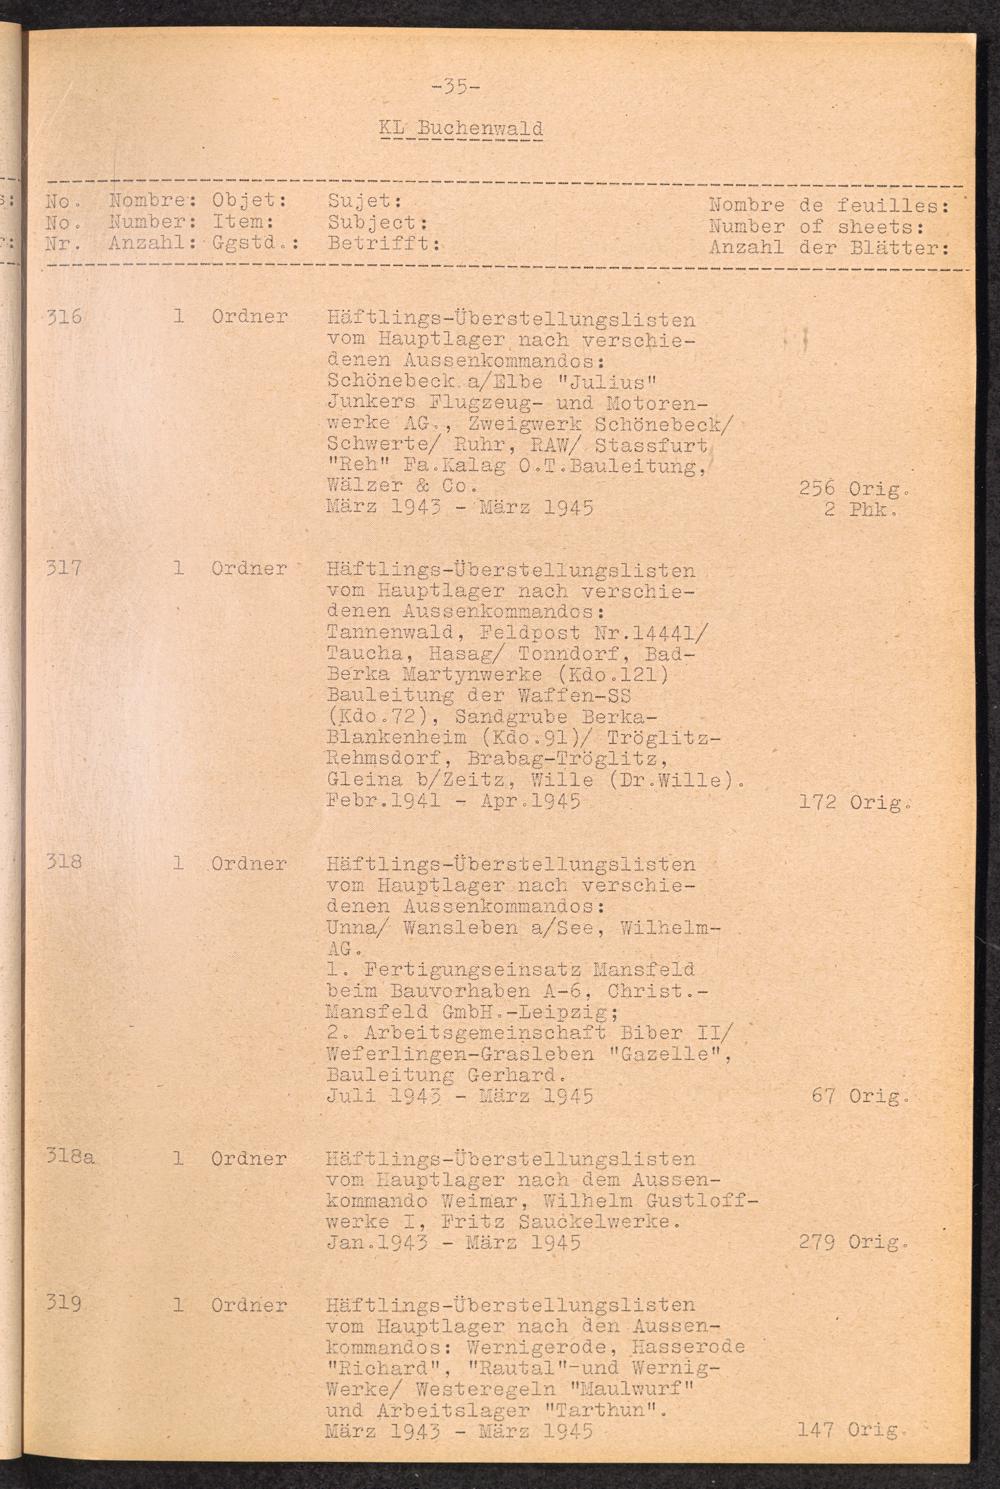 -35-
KL Buchenwald
No. Nombre: Objet: Sujet: Nombre de feuilles:
No. Number: Item: Subject: Number of sheets:
Nr. Anzahl: Ggstd.: Betrifft: Anzahl der Blätter:
316 1 Ordner Häftlings-Überstellungslisten
vom Hauptlager nach verschie-
denen Aussenkommandos:
Schönebeck a/Elbe "Julius"
Junkers Flugzeug- und Motoren-
werke AG., Zweigwerk Schönebeck/
Schwerte/ Ruhr, RAW/ Stassfurt
"Reh" Fa.Kalag O.T.Bauleitung,
Wälzer & Co. 256 Orig.
März 1943 - März 1945 2 Phk.
317 1 Ordner Häftlings-Überstellungslisten
vom Hauptlager nach verschie-
denen Aussenkommandos:
Tannenwald, Feldpost Nr.14441/
Taucha, Hasag/ Tonndorf, Bad-
Berka Martynwerke (Kdo.121)
Bauleitung der Waffen-SS
(Kdo.72), Sandgrube Berka-
Blankenheim (Kdo.91)/ Tröglitz-
Rehmsdorf, Brabag-Tröglitz,
Gleina b/Zeitz, Wille (Dr.Wille).
Febr.1941 - Apr.1945 172 Orig.
318 1 Ordner Häftlings-Überstellungslisten
vom Hauptlager nach verschie-
denen Aussenkommandos:
Unna/ Wansleben a/See, Wilhelm-
AG.
1. Fertigungseinsatz Mansfeld
beim Bauvorhaben A-6, Christ.-
Mansfeld GmbH.-Leipzig;
2. Arbeitsgemeinschaft Biber II/
Weferlingen-Grasleben "Gazelle",
Bauleitung Gerhard.
Juli 1943 - März 1945 67 Orig.
318a 1 Ordner Häftlings-Überstellungslisten
vom Hauptlager nach dem Aussen-
kommando Weimar, Wilhelm Gustloff-
werke I, Fritz Sauckelwerke.
Jan.1943 - März 1945 279 Orig.
319 1 Ordner Häftlings-Überstellungslisten
vom Hauptlager nach den Aussen-
kommandos: Wernigerode, Hasserode
"Richard", "Rautal"-und Wernig-
Werke/ Westeregeln "Maulwurf"
und Arbeitslager "Tarthun".
März 1943 - März 1945 147 Orig.